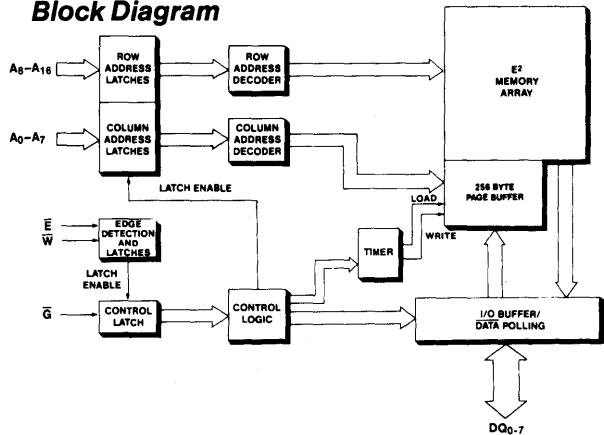 Block Diagram
A8–A16
ROW
ADDRESS
LATCHES
ROW
ADDRESS
DECODER
E2
MEMORY
ARRAY
A0–A7
COLUMN
ADDRESS
LATCHES
COLUMN
ADDRESS
DECODER
256 BYTE
PAGE BUFFER
LATCH ENABLE
LOAD
WRITE
E̅
W̅
EDGE
DETECTION
AND
LATCHES
TIMER
LATCH
ENABLE
G̅
CONTROL
LATCH
CONTROL
LOGIC
I/O BUFFER/
DATA POLLING
DQ0-7